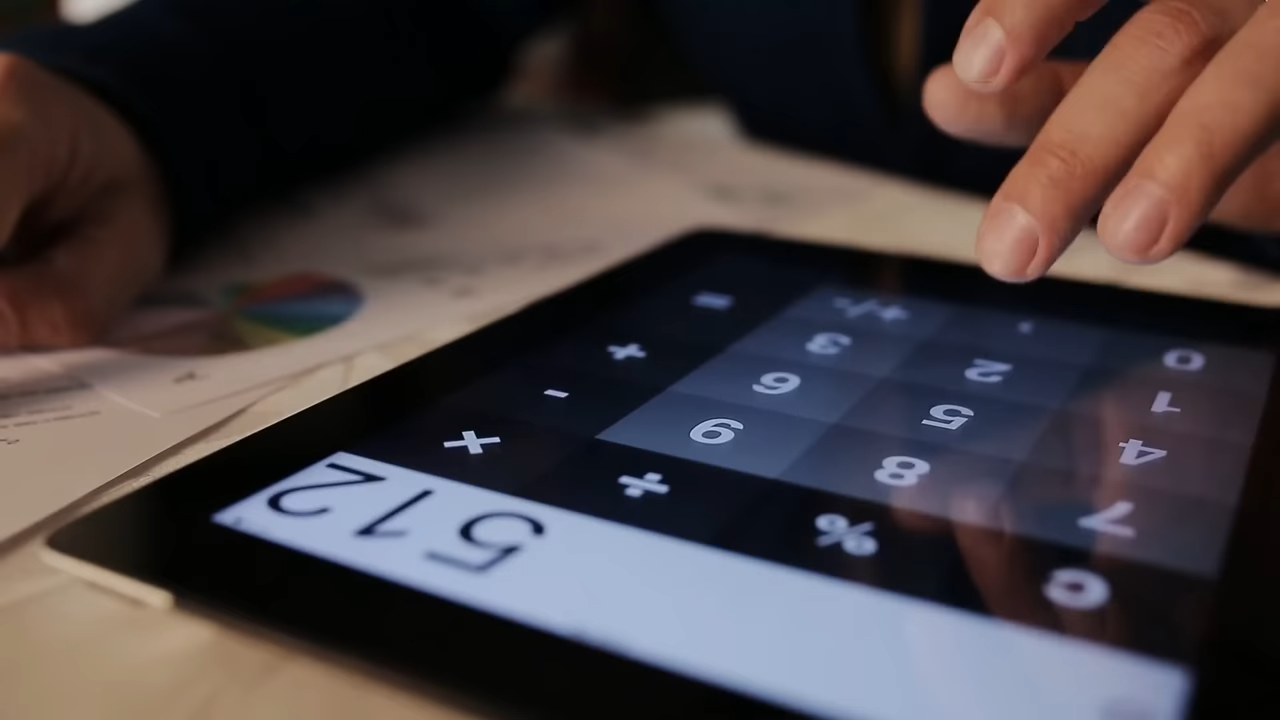 512
C % ÷ ×
7 8 9 -
4 5 6 +
1 2 3 =
0 . +/-